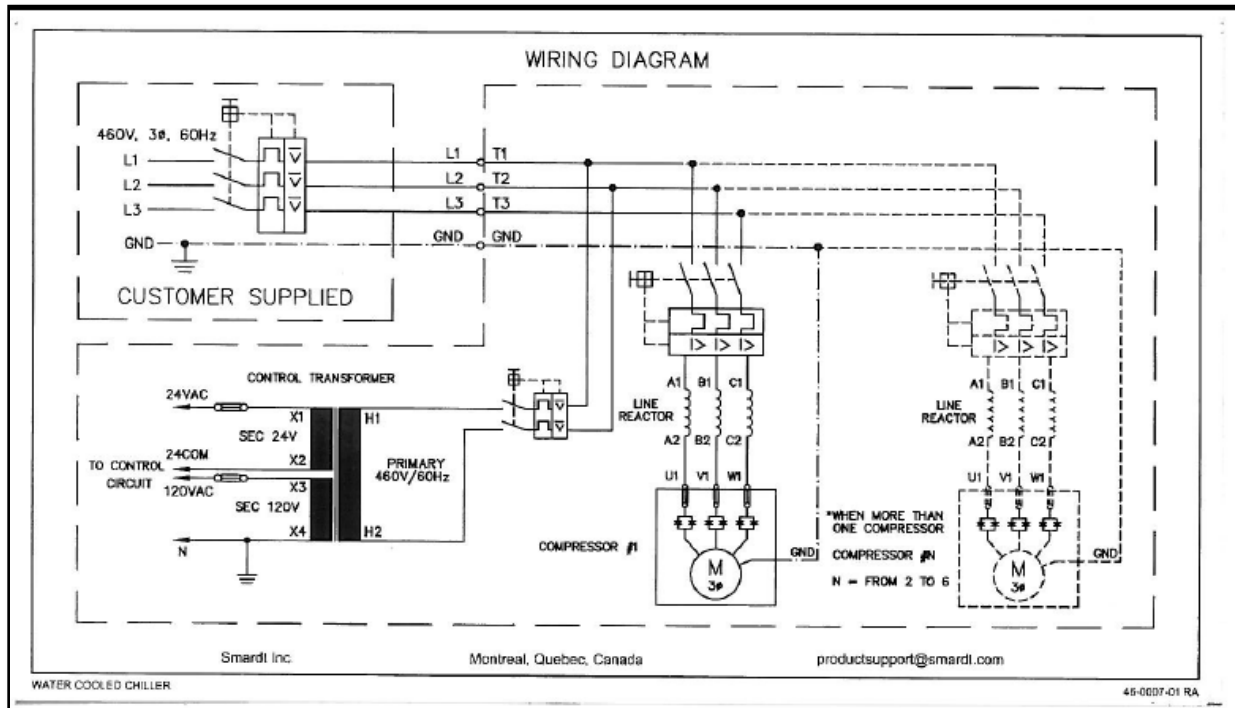 WIRING DIAGRAM
460V, 3ø, 60Hz
L1
L2
L3
GND
CUSTOMER SUPPLIED
L1 T1
L2 T2
L3 T3
GND GND
CONTROL TRANSFORMER
24VAC
X1
H1
SEC 24V
24COM
X2
TO CONTROL
CIRCUIT
120VAC
X3
SEC 120V
PRIMARY
460V/60Hz
X4
H2
N
I> I> I>
A1 B1 C1
LINE
REACTOR
A2 B2 C2
U1 V1 W1
COMPRESSOR #1
M
3ø
GND
I> I> I>
A1 B1 C1
LINE
REACTOR
A2 B2 C2
U1 V1 W1
*WHEN MORE THAN
ONE COMPRESSOR
COMPRESSOR #N
N = FROM 2 TO 6
M
3ø
GND
Smardt Inc.
Montreal, Quebec, Canada
productsupport@smardt.com
WATER COOLED CHILLER
46-0007-01 RA